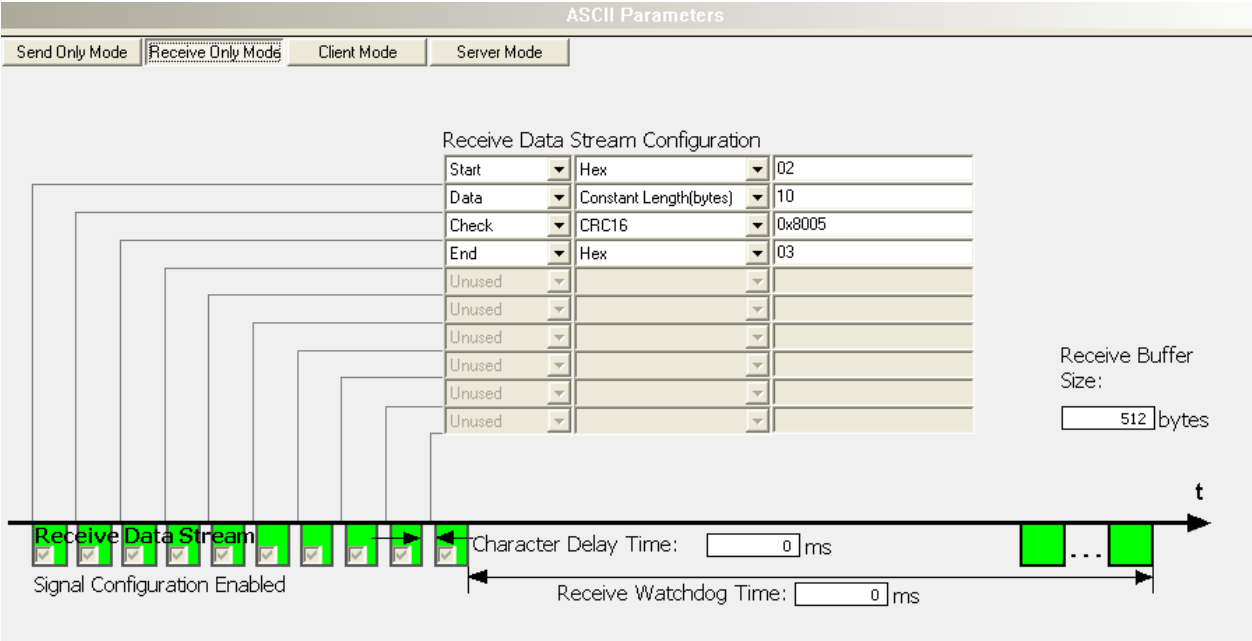 ASCII Parameters
Send Only Mode Receive Only Mode Client Mode Server Mode
Receive Data Stream Configuration
Start Hex 02
Data Constant Length(bytes) 10
Check CRC16 0x8005
End Hex 03
Unused
Unused
Unused
Unused
Unused
Unused
Receive Buffer
Size:
512 bytes
t
Receive Data Stream
Character Delay Time: 0 ms
...
Signal Configuration Enabled
Receive Watchdog Time: 0 ms